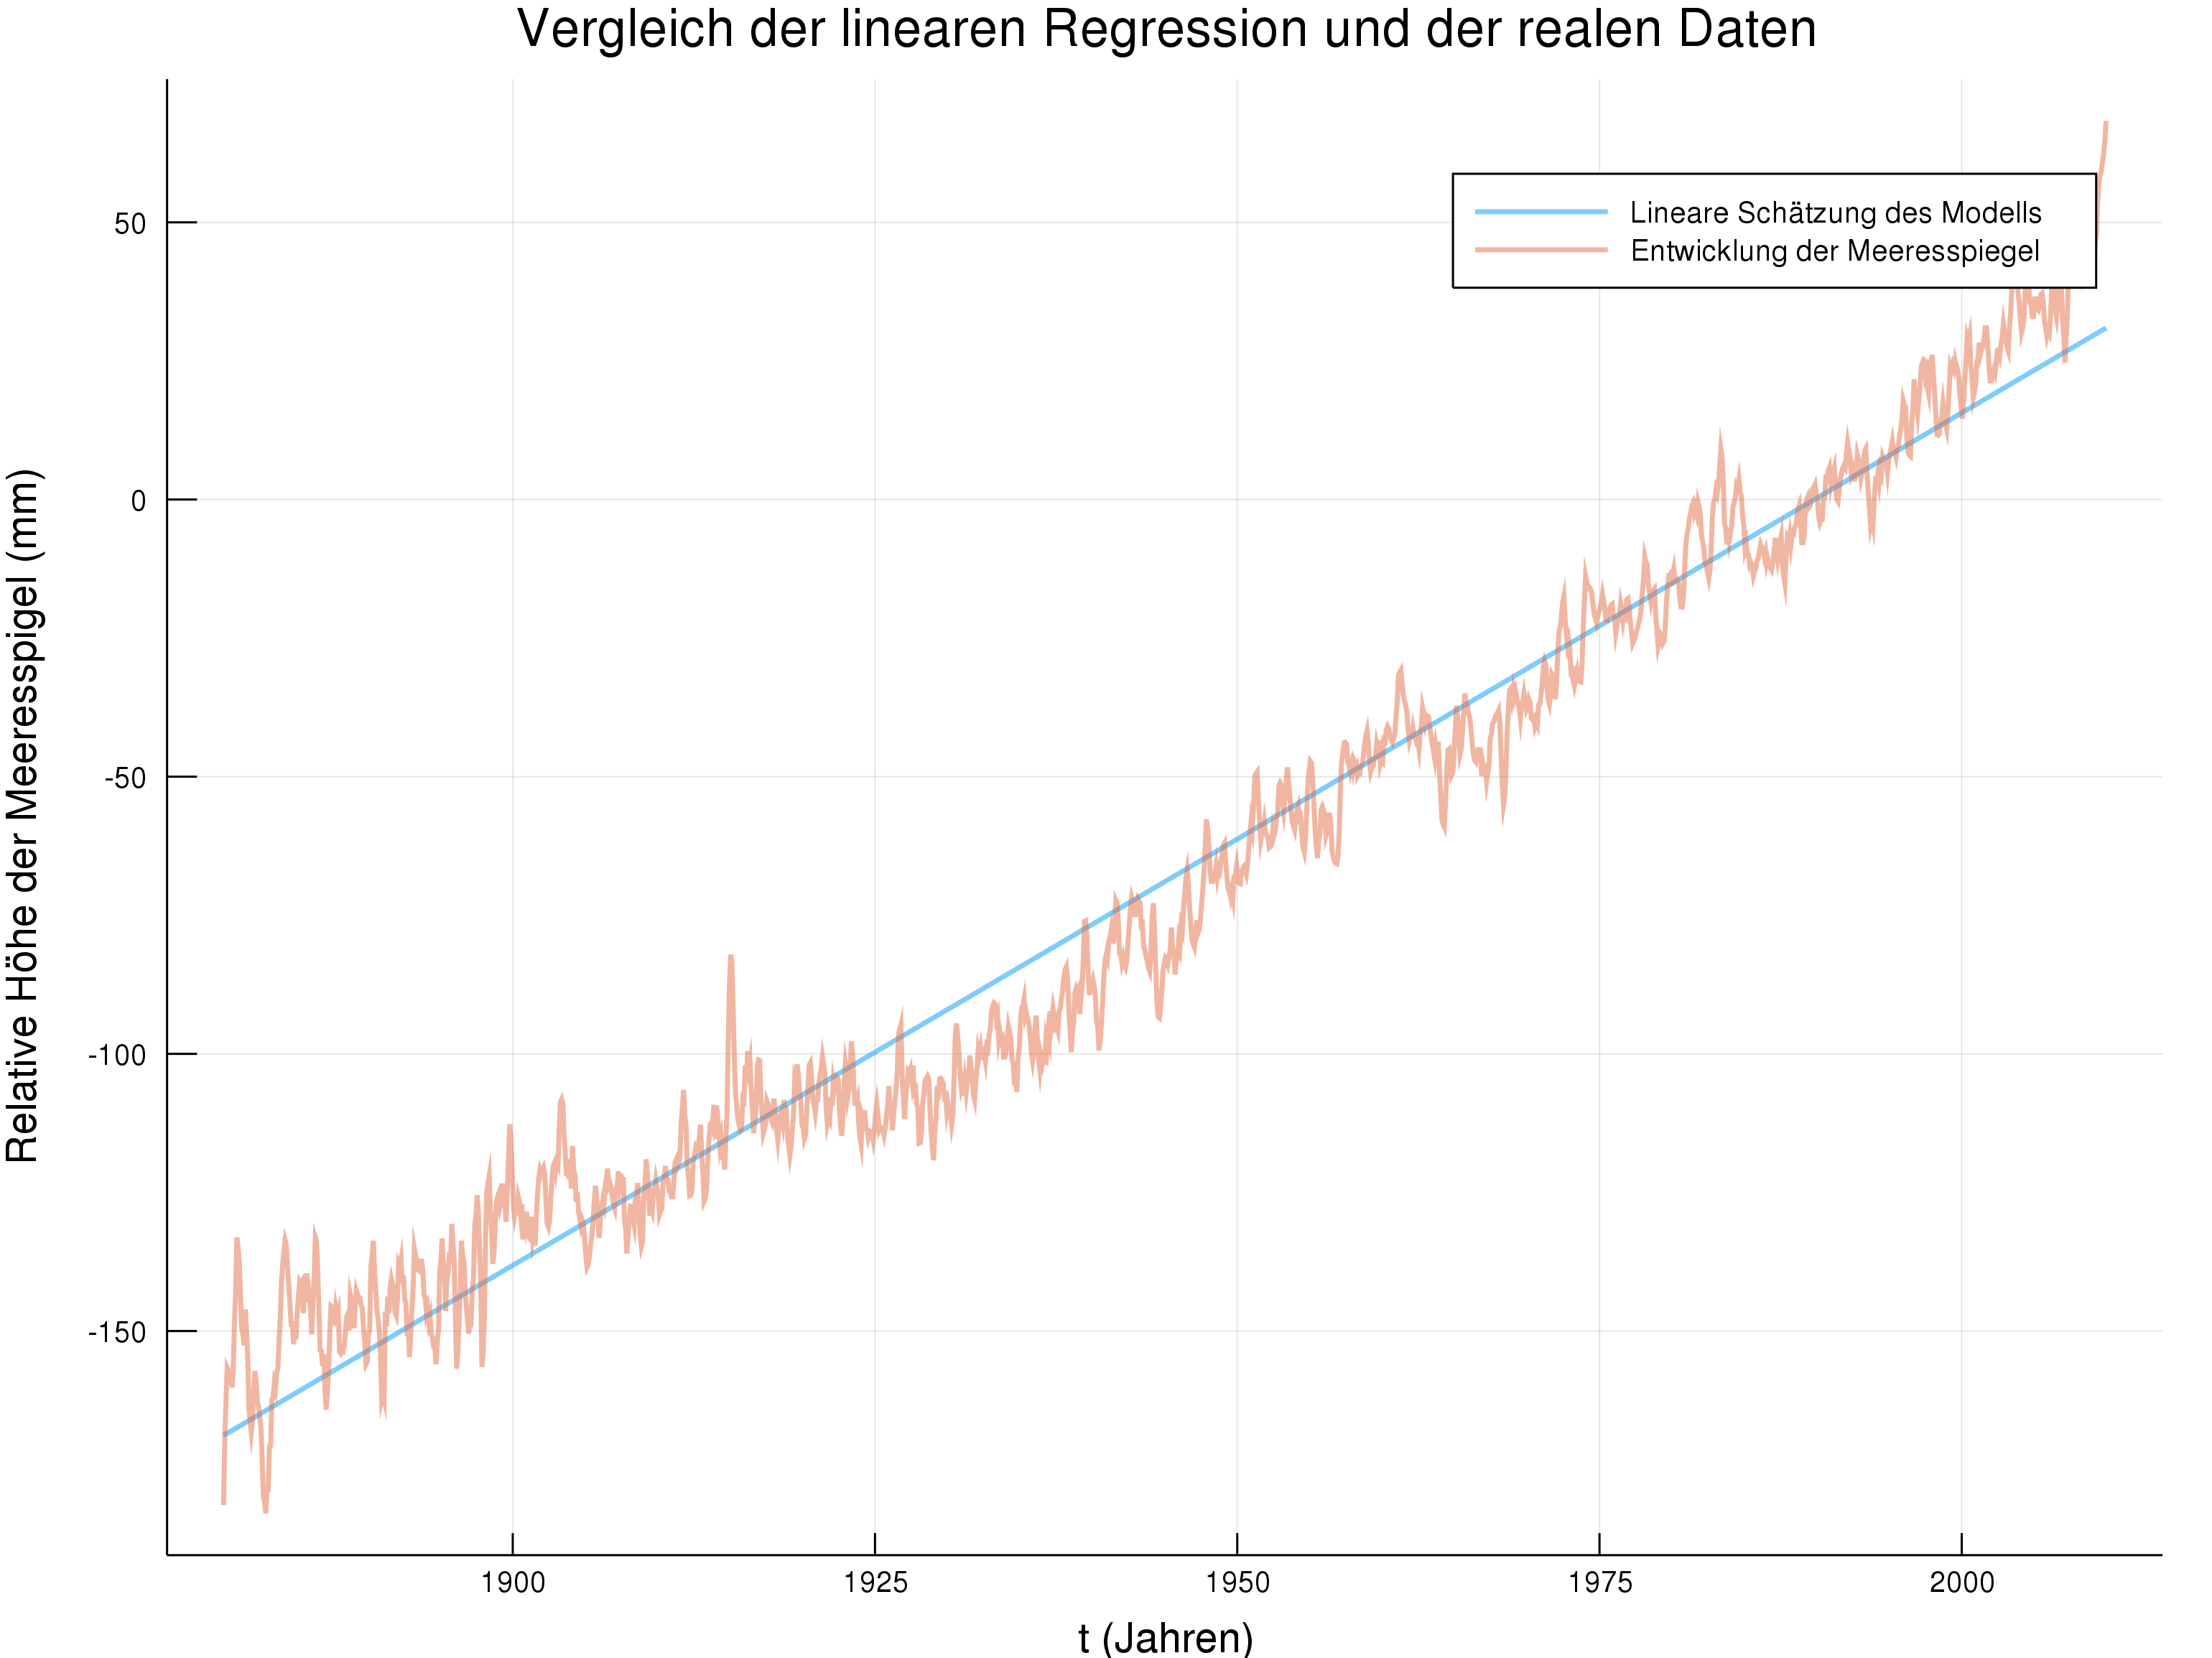 Vergleich der linearen Regression und der realen Daten
Relative Höhe der Meeresspigel (mm)
50
0
-50
-100
-150
Lineare Schätzung des Modells
Entwicklung der Meeresspiegel
1900 1925 1950 1975 2000
t (Jahren)